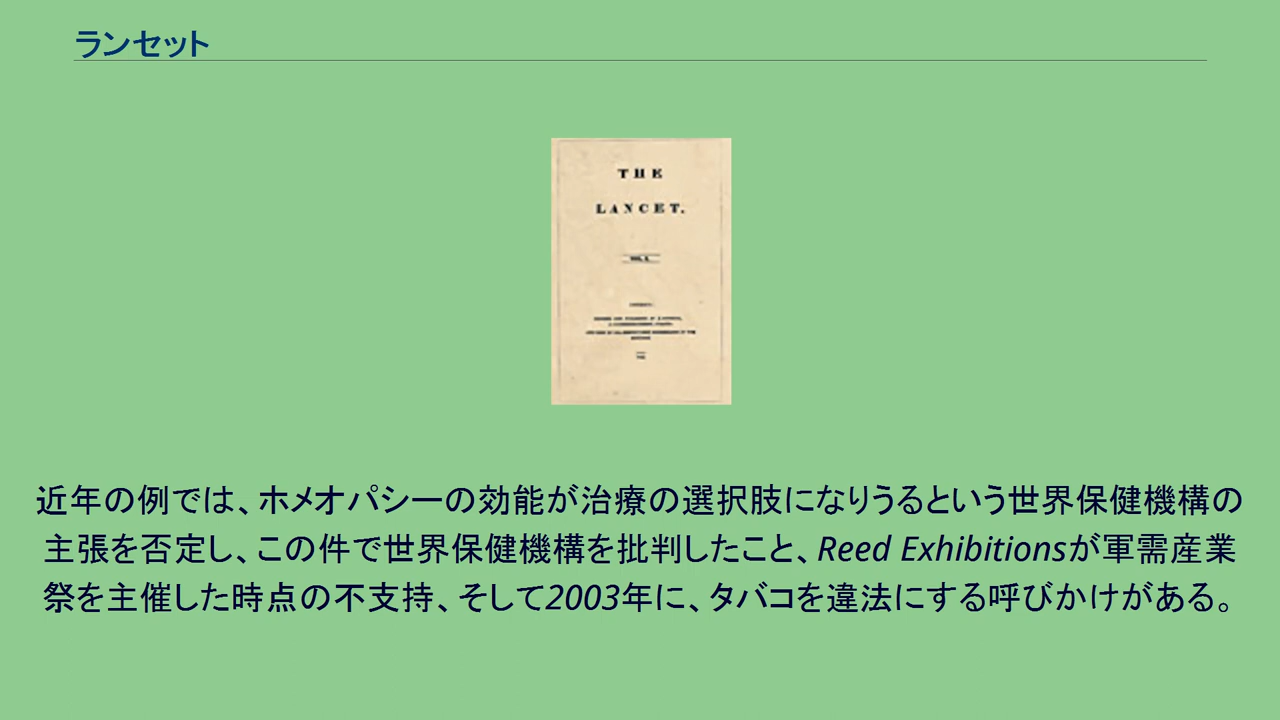 ランセット
THE
LANCET.
近年の例では、ホメオパシーの効能が治療の選択肢になりうるという世界保健機構の
主張を否定し、この件で世界保健機構を批判したこと、Reed Exhibitionsが軍需産業
祭を主催した時点の不支持、そして2003年に、タバコを違法にする呼びかけがある。